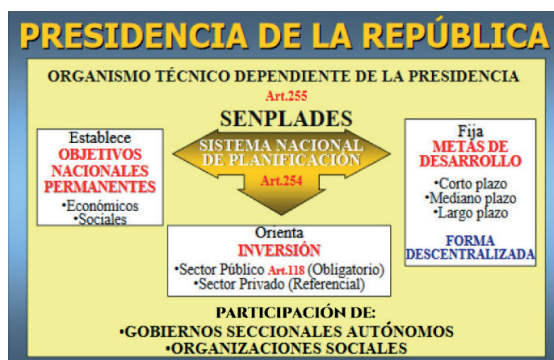 PRESIDENCIA DE LA REPÚBLICA
ORGANISMO TÉCNICO DEPENDIENTE DE LA PRESIDENCIA
Art.255
SENPLADES
Establece
OBJETIVOS
NACIONALES
PERMANENTES
•Económicos
•Sociales
SISTEMA NACIONAL
DE PLANIFICACIÓN
Art.254
Fija
METAS DE
DESARROLLO
•Corto plazo
•Mediano plazo
•Largo plazo
FORMA
DESCENTRALIZADA
Orienta
INVERSIÓN
•Sector Público Art.118 (Obligatorio)
•Sector Privado (Referencial)
PARTICIPACIÓN DE:
•GOBIERNOS SECCIONALES AUTÓNOMOS
•ORGANIZACIONES SOCIALES